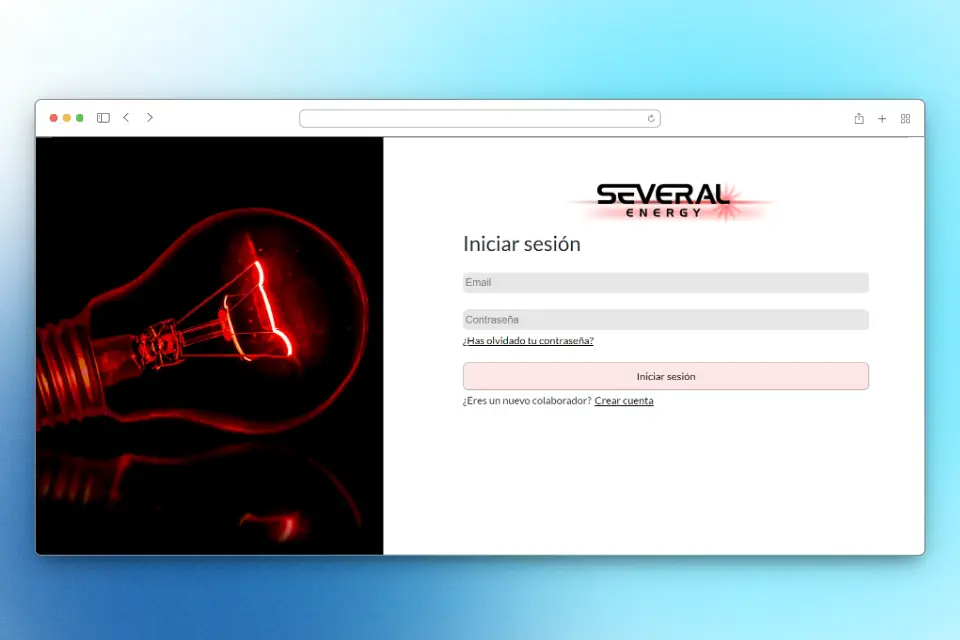 SEVERAL
ENERGY
Iniciar sesión
Email
Contraseña
¿Has olvidado tu contraseña?
Iniciar sesión
¿Eres un nuevo colaborador? Crear cuenta